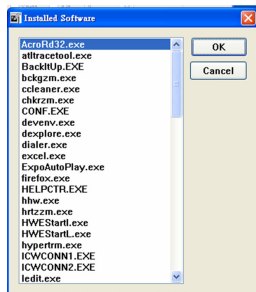 Installed Software
AcroRd32.exe
atltracetool.exe
BackItUp.EXE
bckgzm.exe
ccleaner.exe
chkrzm.exe
CONF.EXE
devenv.exe
dexplore.exe
dialer.exe
excel.exe
ExpoAutoPlay.exe
firefox.exe
HELPCTR.EXE
hhw.exe
hrtzzm.exe
HWEStartI.exe
HWEStartL.exe
hypertrm.exe
ICWCONN1.EXE
ICWCONN2.EXE
ledit.exe
OK
Cancel